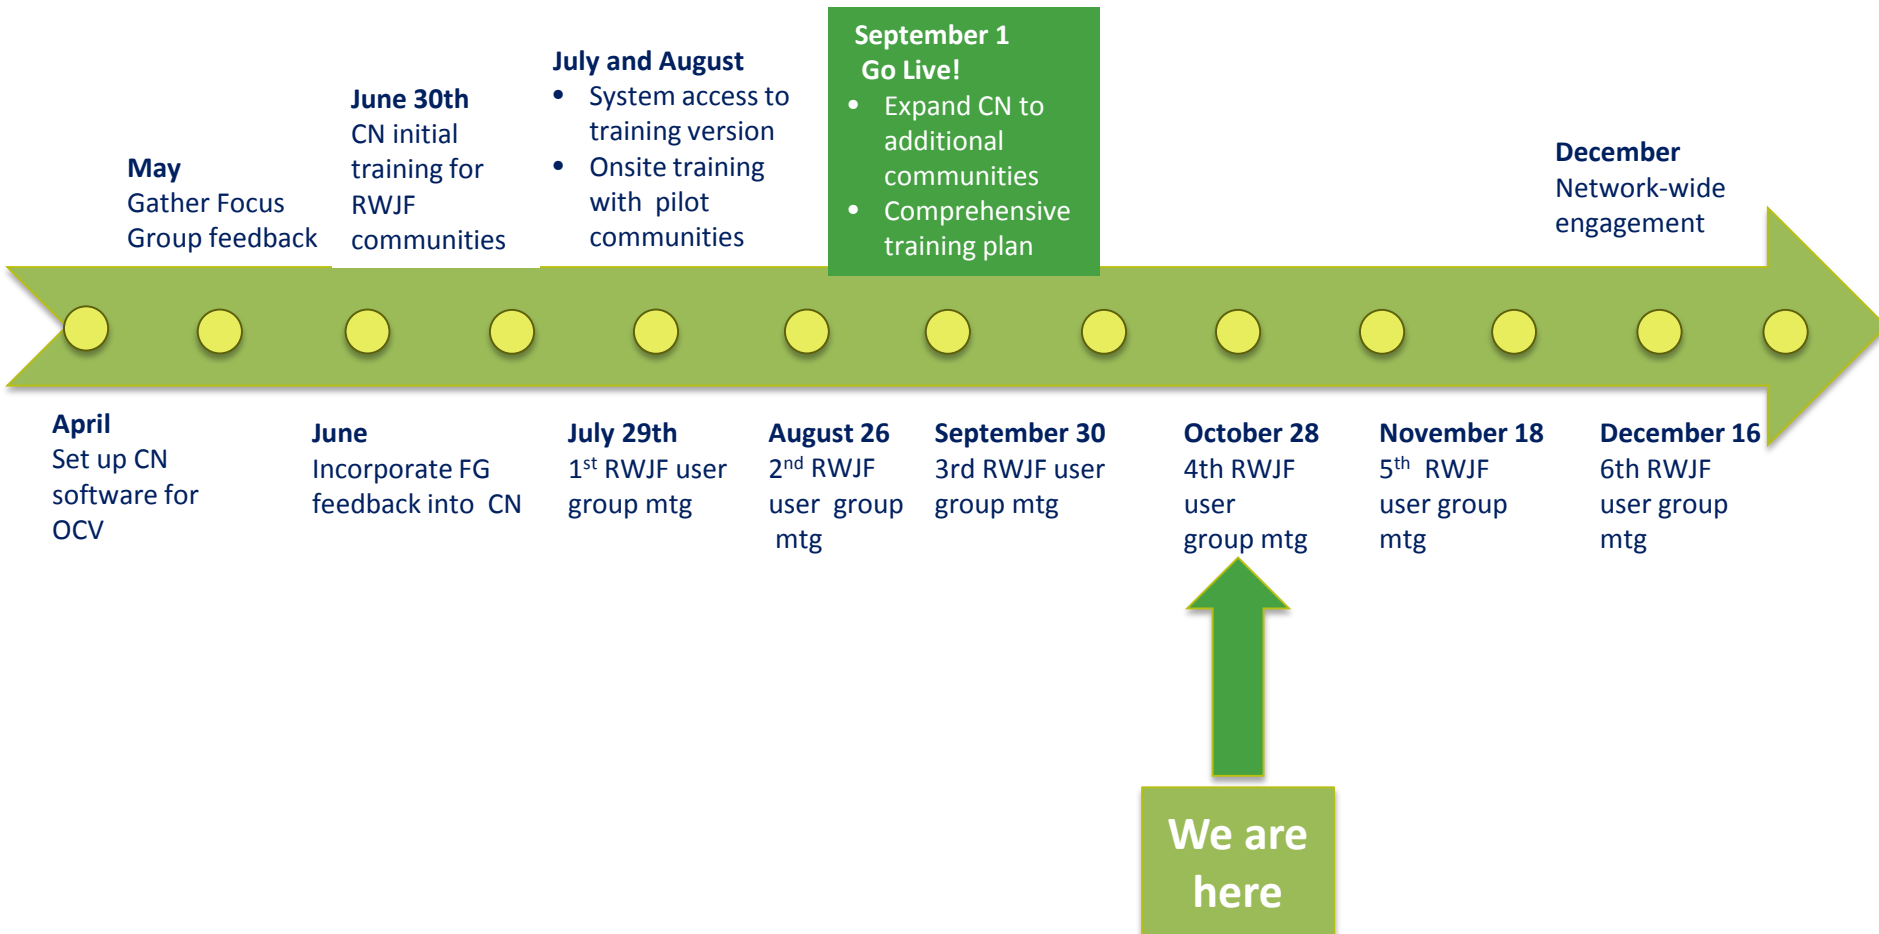 May
Gather Focus
Group feedback
June 30th
CN initial
training for
RWJF
communities
July and August
• System access to
training version
• Onsite training
with pilot
communities
September 1
Go Live!
• Expand CN to
additional
communities
• Comprehensive
training plan
December
Network-wide
engagement
April
Set up CN
software for
OCV
June
Incorporate FG
feedback into CN
July 29th
1st RWJF user
group mtg
August 26
2nd RWJF
user group
mtg
September 30
3rd RWJF user
group mtg
October 28
4th RWJF
user
group mtg
November 18
5th RWJF
user group
mtg
December 16
6th RWJF
user group
mtg
We are
here